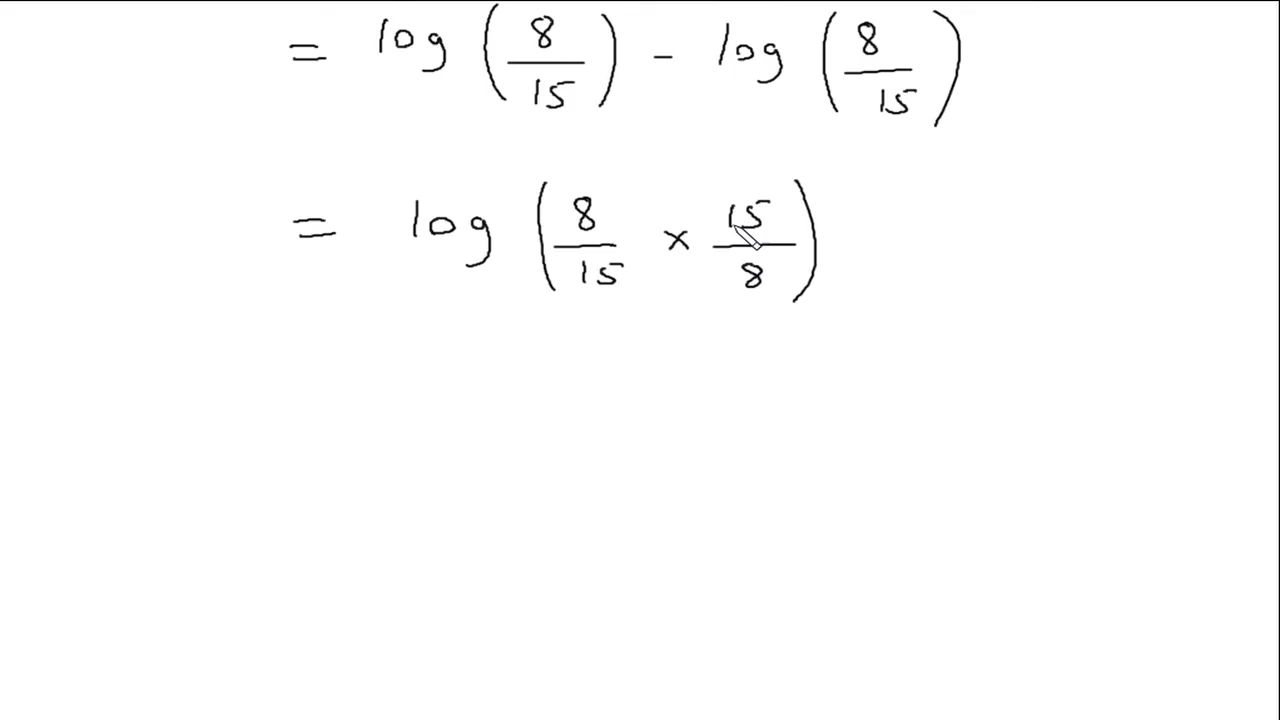 = log (8/15) - log (8/15)
= log (8/15 × 15/8)